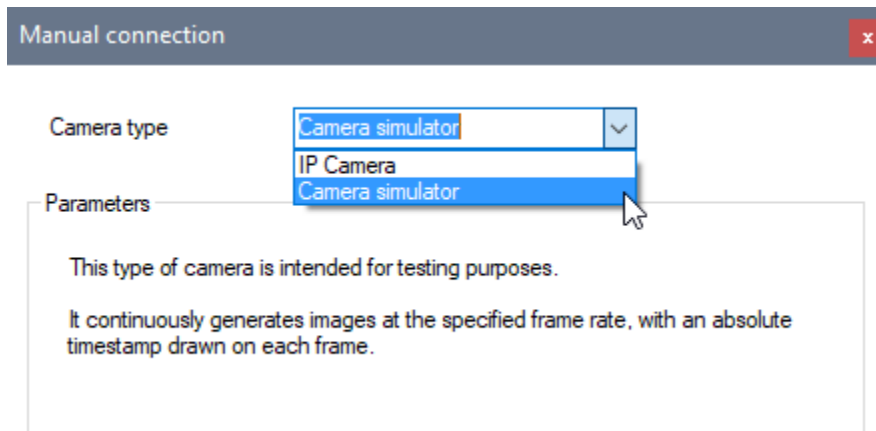 Manual connection
x
Camera type
Camera simulator
IP Camera
Camera simulator
Parameters
This type of camera is intended for testing purposes.
It continuously generates images at the specified frame rate, with an absolute
timestamp drawn on each frame.